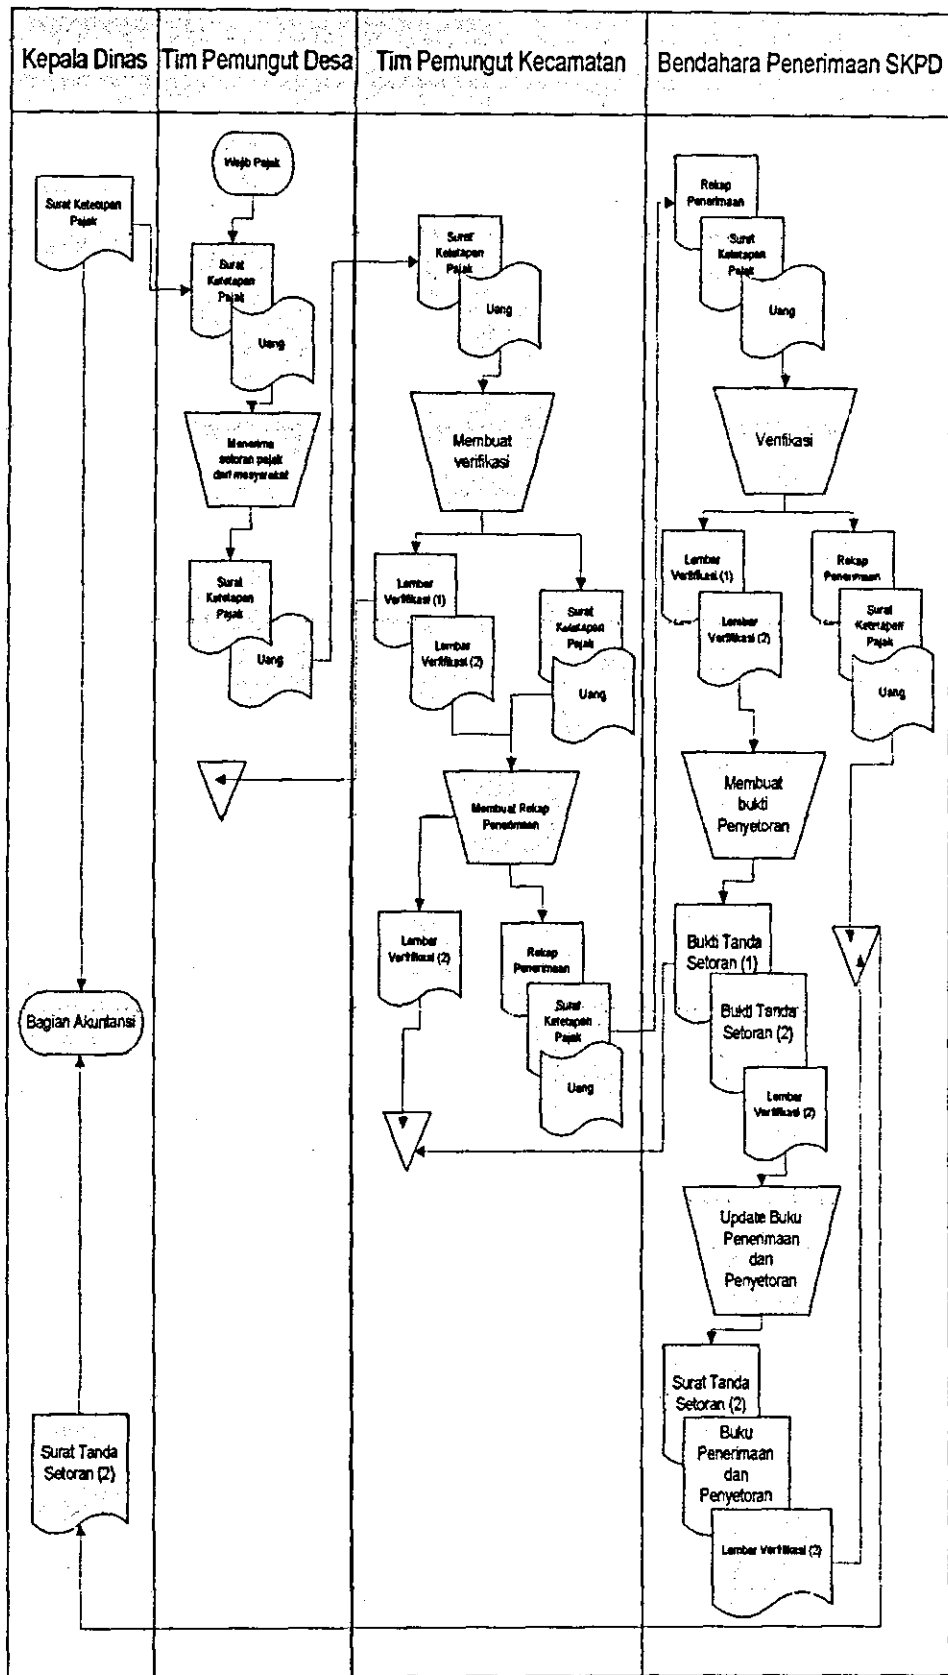 Kepala Dinas
Tim Pemungut Desa
Tim Pemungut Kecamatan
Bendahara Penerimaan SKPD
Surat Ketetapan
Pajak
Wajib Pajak
Surat
Ketetapan
Pajak
Uang
Menerima
setoran pajak
dari masyarakat
Surat
Ketetapan
Pajak
Uang
Surat
Ketetapan
Pajak
Uang
Membuat
verifikasi
Lembar
Verifikasi (1)
Lembar
Verifikasi (2)
Surat
Ketetapan
Pajak
Uang
Membuat Rekap
Penerimaan
Lembar
Verifikasi (2)
Rekap
Penerimaan
Surat
Ketetapan
Pajak
Uang
Rekap
Penerimaan
Surat
Ketetapan
Pajak
Uang
Verifikasi
Lembar
Verifikasi (1)
Lembar
Verifikasi (2)
Rekap
Penerimaan
Surat
Ketetapan
Pajak
Uang
Membuat
bukti
Penyetoran
Bukti Tanda
Setoran (1)
Bukti Tanda
Setoran (2)
Lembar
Verifikasi (2)
Update Buku
Penerimaan
dan
Penyetoran
Surat Tanda
Setoran (2)
Buku
Penerimaan
dan
Penyetoran
Lembar Verifikasi (2)
Bagian Akuntansi
Surat Tanda
Setoran (2)